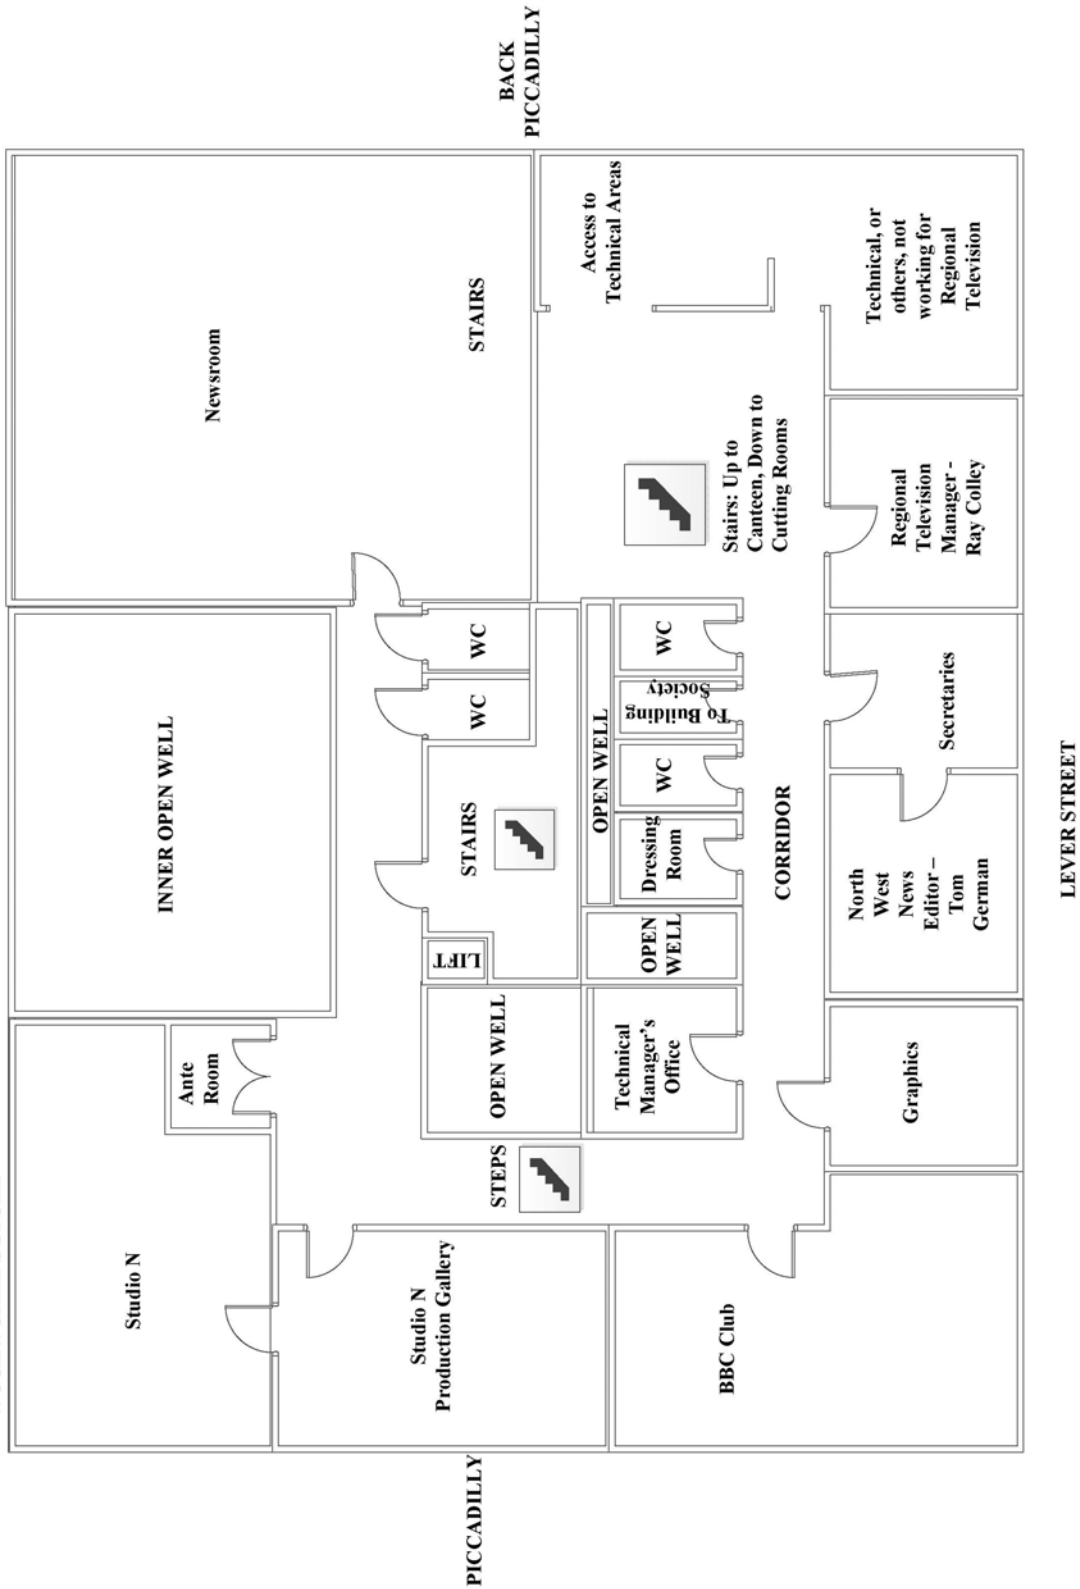 Studio N
Ante
Room
INNER OPEN WELL
Newsroom
PICCADILLY
Studio N
Production Gallery
STEPS
OPEN WELL
LIFT
STAIRS
WC
WC
STAIRS
BACK
PICCADILLY
Technical
Manager's
Office
OPEN
WELL
OPEN WELL
Dressing
Room
WC
To Building
Society
WC
Access to
Technical Areas
Stairs: Up to
Canteen, Down to
Cutting Rooms
BBC Club
CORRIDOR
Graphics
North
West
News
Editor –
Tom
German
Secretaries
Regional
Television
Manager -
Ray Colley
Technical, or
others, not
working for
Regional
Television
LEVER STREET